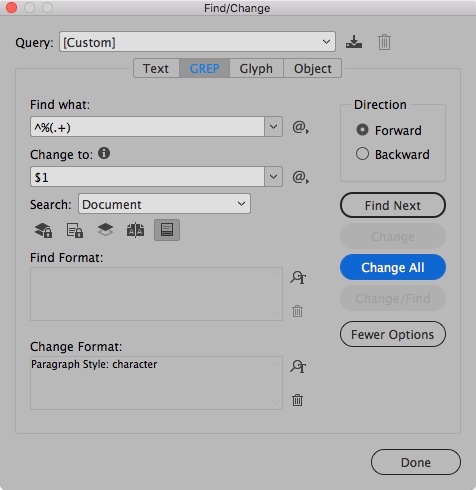 Find/Change
Query: [Custom]
Text GREP Glyph Object
Find what:
^%(.+)
@
Change to:
$1
@
Search: Document
Find Format:
Change Format:
Paragraph Style: character
Direction
Forward
Backward
Find Next
Change
Change All
Change/Find
Fewer Options
Done